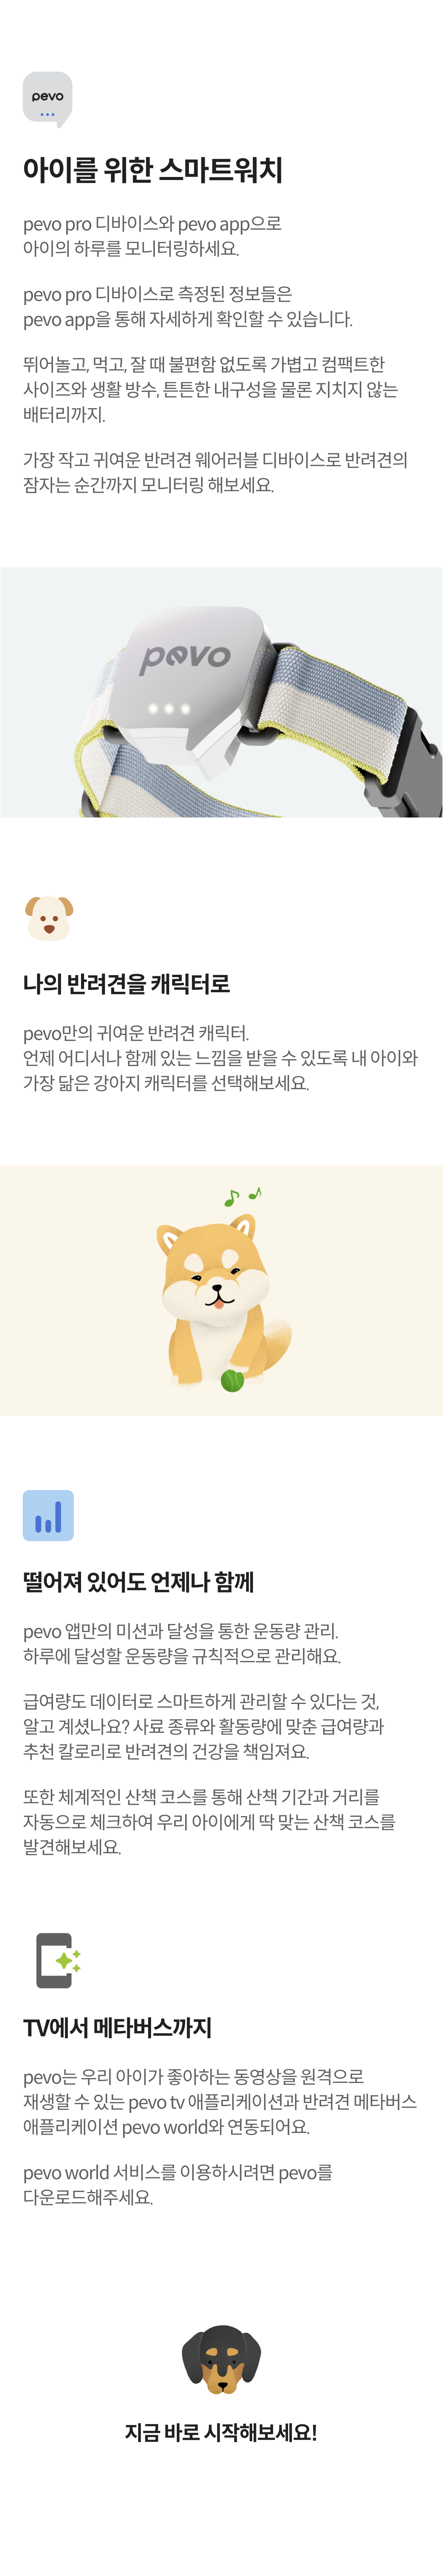 pevo
아이를 위한 스마트워치
pevo pro 디바이스와 pevo app으로
아이의 하루를 모니터링하세요.
pevo pro 디바이스로 측정된 정보들은
pevo app을 통해 자세하게 확인할 수 있습니다.
뛰어놀고, 먹고, 잘 때 불편함 없도록 가볍고 컴팩트한
사이즈와 생활 방수, 튼튼한 내구성을 물론 지치지 않는
배터리까지.
가장 작고 귀여운 반려견 웨어러블 디바이스로 반려견의
잠자는 순간까지 모니터링 해보세요.
pevo
나의 반려견을 캐릭터로
pevo만의 귀여운 반려견 캐릭터.
언제 어디서나 함께 있는 느낌을 받을 수 있도록 내 아이와
가장 닮은 강아지 캐릭터를 선택해보세요.
떨어져 있어도 언제나 함께
pevo 앱만의 미션과 달성을 통한 운동량 관리.
하루에 달성할 운동량을 규칙적으로 관리해요.
급여량도 데이터로 스마트하게 관리할 수 있다는 것,
알고 계셨나요? 사료 종류와 활동량에 맞춘 급여량과
추천 칼로리로 반려견의 건강을 책임져요.
또한 체계적인 산책 코스를 통해 산책 기간과 거리를
자동으로 체크하여 우리 아이에게 딱 맞는 산책 코스를
발견해보세요.
TV에서 메타버스까지
pevo는 우리 아이가 좋아하는 동영상을 원격으로
재생할 수 있는 pevo tv 애플리케이션과 반려견 메타버스
애플리케이션 pevo world와 연동되어요.
pevo world 서비스를 이용하시려면 pevo를
다운로드해주세요.
지금 바로 시작해보세요!